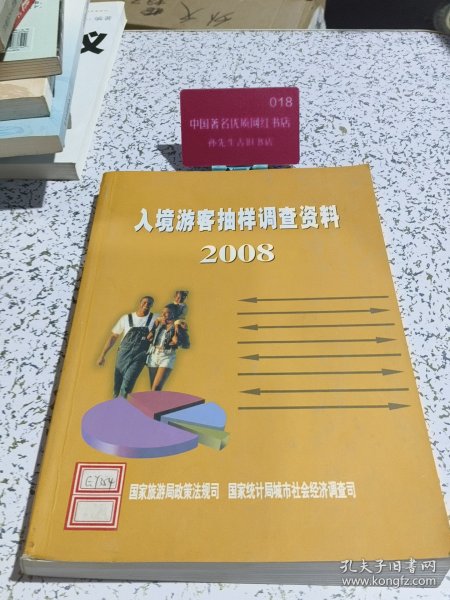 018
中国著名优质网红书店
孙先生古旧书店
入境游客抽样调查资料
2008
国家旅游局政策法规司 国家统计局城市社会经济调查司
孔夫子旧书网
www.kongfz.com